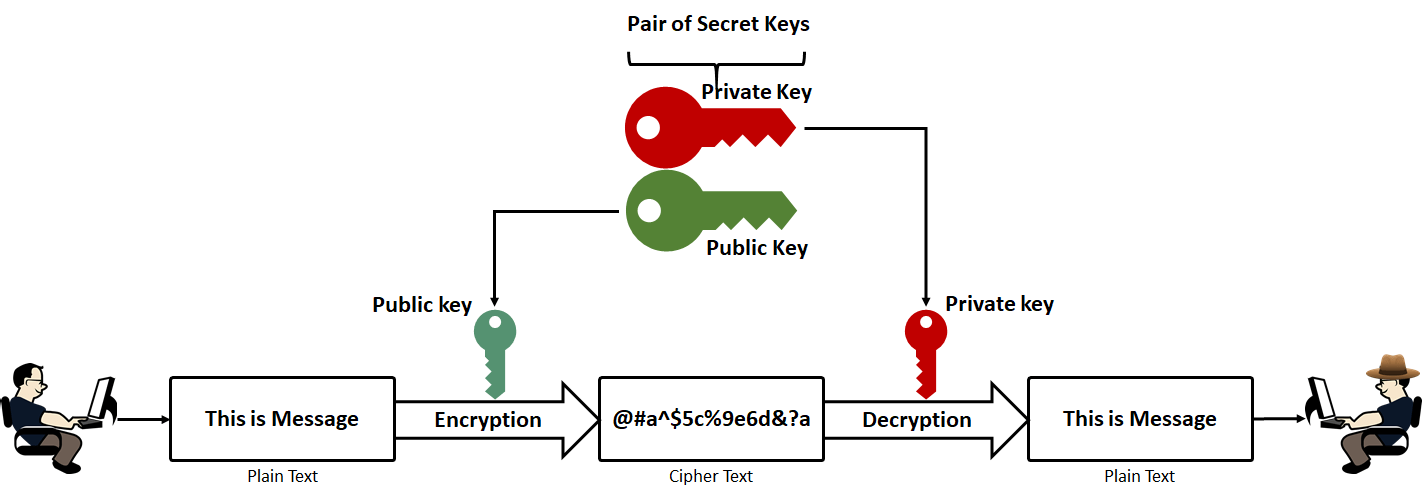 Pair of Secret Keys
Private Key
Public Key
Public key
Private key
This is Message
Encryption
@#a^$5c%9e6d&?a
Decryption
This is Message
Plain Text
Cipher Text
Plain Text